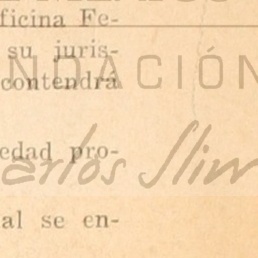 ficina Fe-
su juris-
NDACIÓN
contendrá
edad pro-
arlos Slim
al se en-